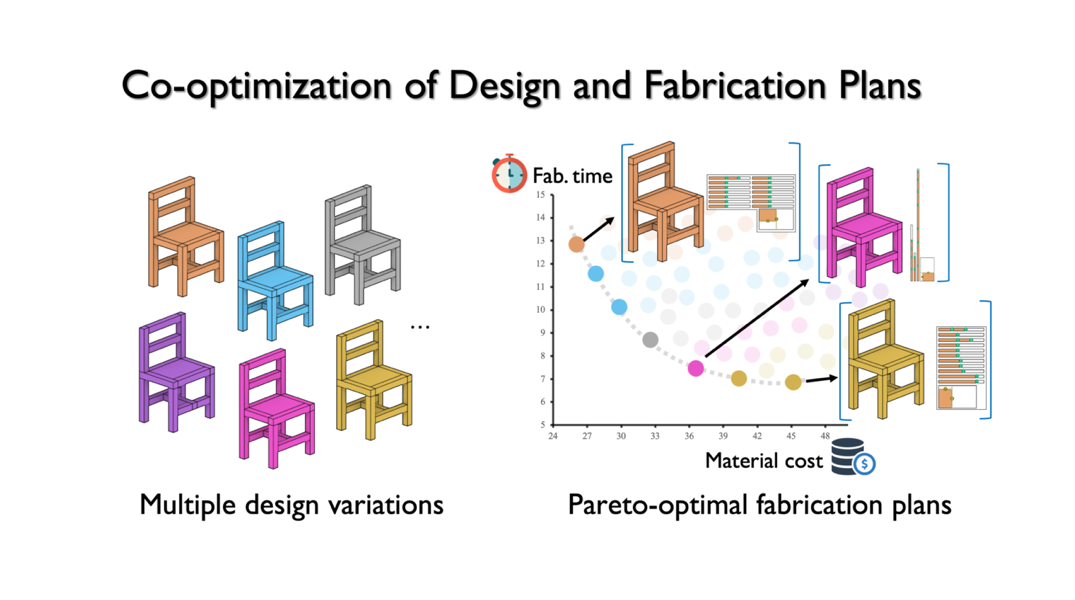 Co-optimization of Design and Fabrication Plans
Fab. time
15
14
13
12
11
10
9
8
7
6
5
24 27 30 33 36 39 42 45 48
...
$
Material cost
Multiple design variations
Pareto-optimal fabrication plans